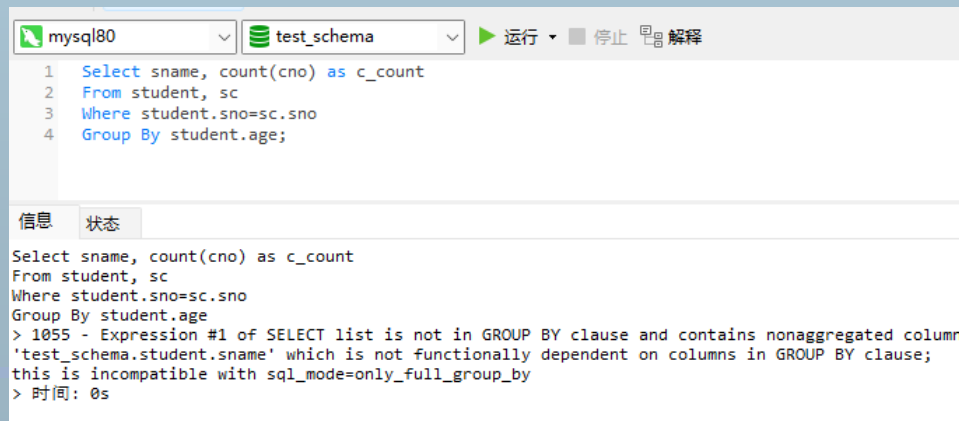 mysql80 test_schema 运行 停止 解释
1 Select sname, count(cno) as c_count
2 From student, sc
3 Where student.sno=sc.sno
4 Group By student.age;
信息 状态
Select sname, count(cno) as c_count
From student, sc
Where student.sno=sc.sno
Group By student.age
> 1055 - Expression #1 of SELECT list is not in GROUP BY clause and contains nonaggregated column
'test_schema.student.sname' which is not functionally dependent on columns in GROUP BY clause;
this is incompatible with sql_mode=only_full_group_by
> 时间: 0s